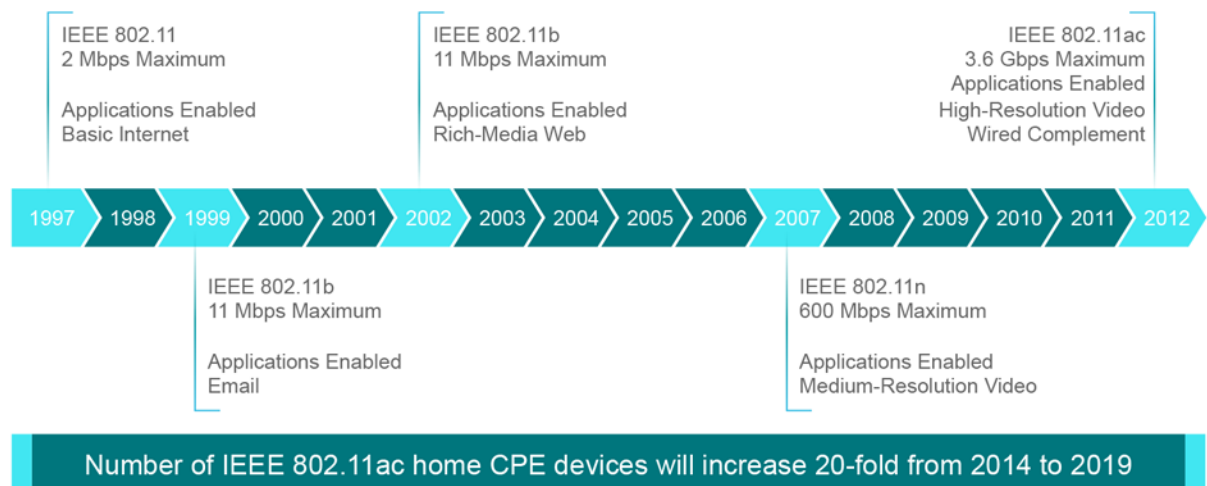 IEEE 802.11
2 Mbps Maximum
Applications Enabled
Basic Internet
IEEE 802.11b
11 Mbps Maximum
Applications Enabled
Rich-Media Web
IEEE 802.11ac
3.6 Gbps Maximum
Applications Enabled
High-Resolution Video
Wired Complement
1997 1998 1999 2000 2001 2002 2003 2004 2005 2006 2007 2008 2009 2010 2011 2012
IEEE 802.11b
11 Mbps Maximum
Applications Enabled
Email
IEEE 802.11n
600 Mbps Maximum
Applications Enabled
Medium-Resolution Video
Number of IEEE 802.11ac home CPE devices will increase 20-fold from 2014 to 2019